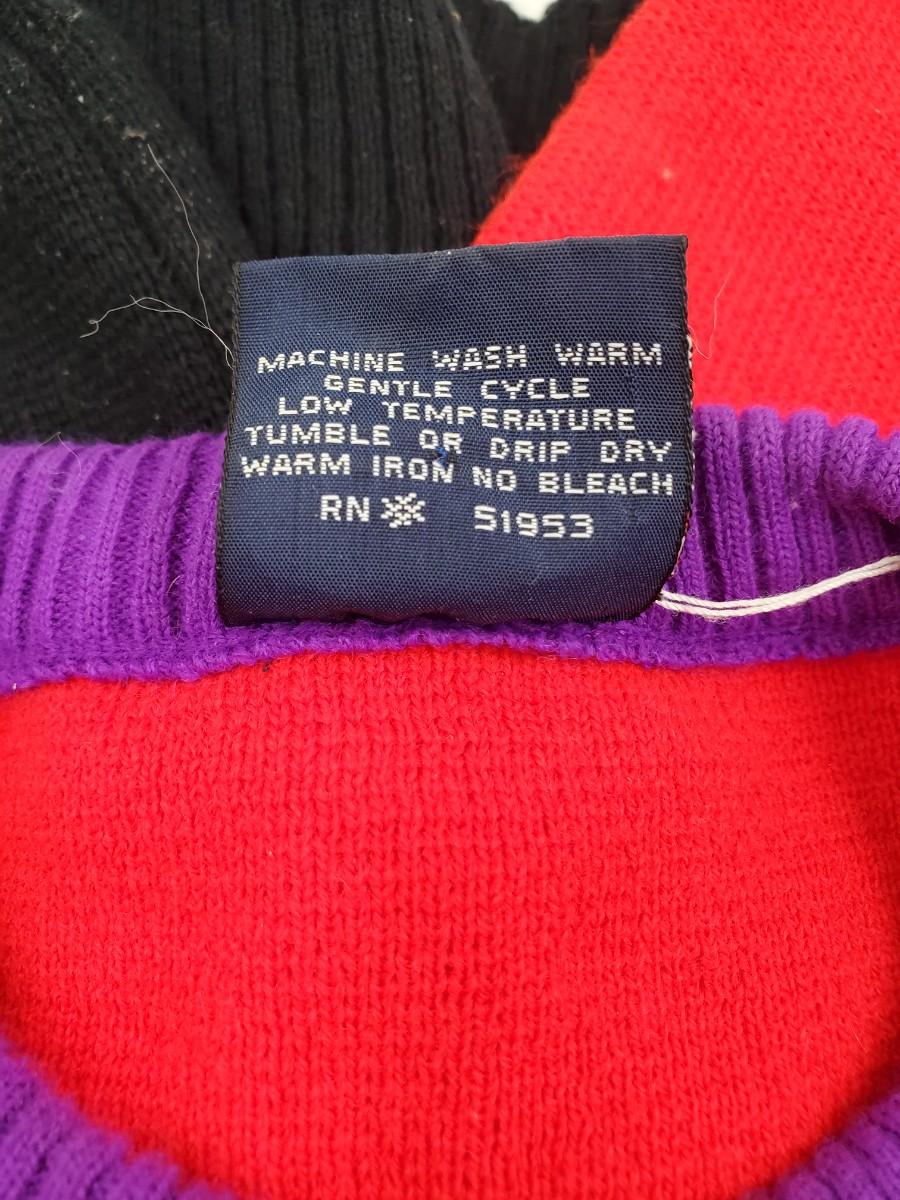 MACHINE WASH WARM
GENTLE CYCLE
LOW TEMPERATURE
TUMBLE OR DRIP DRY
WARM IRON NO BLEACH
RN※ 51953